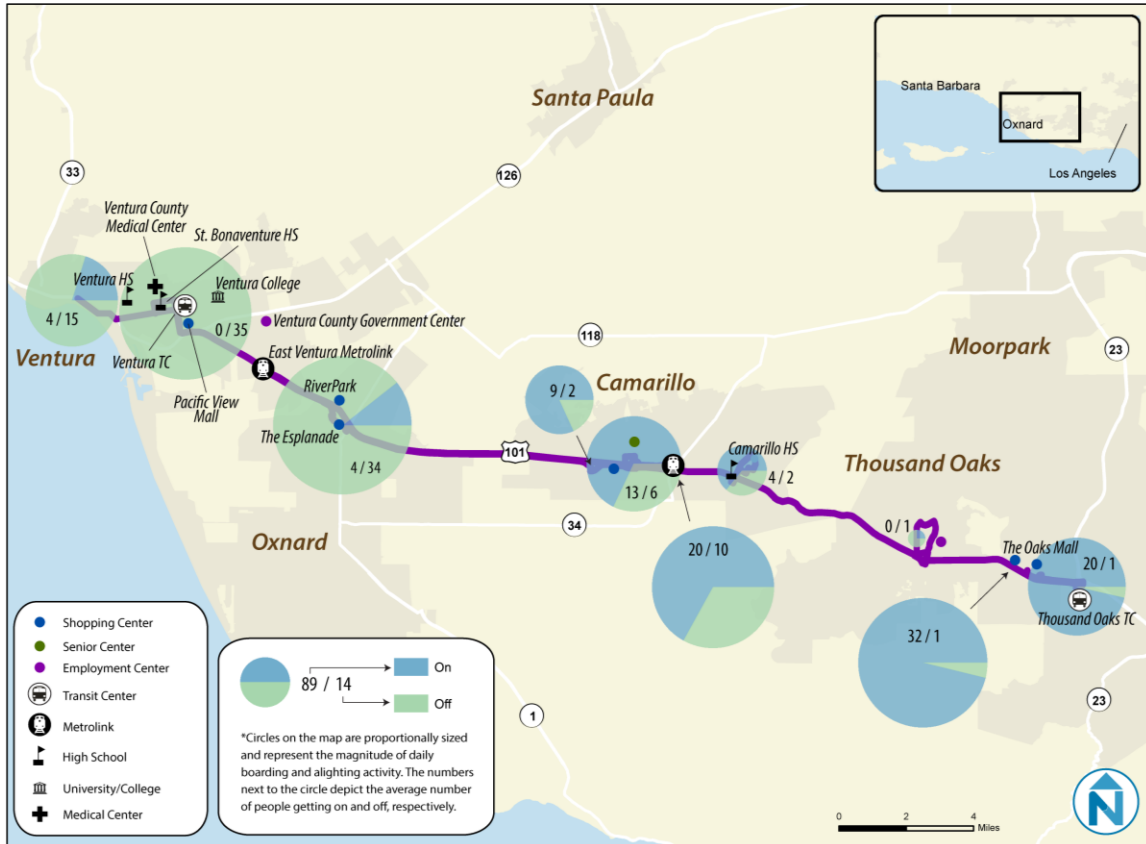 Santa Barbara
Oxnard
Los Angeles
Santa Paula
33
126
Ventura County
Medical Center
St. Bonaventure HS
Ventura HS
Ventura College
4 / 15
0 / 35
Ventura County Government Center
118
Ventura
Ventura TC
East Ventura Metrolink
Moorpark
23
Pacific View
Mall
RiverPark
9 / 2
Camarillo
The Esplanade
101
Camarillo HS
Thousand Oaks
4 / 34
13 / 6
4 / 2
34
Oxnard
0 / 1
The Oaks Mall
20 / 10
20 / 1
Thousand Oaks TC
32 / 1
Shopping Center
Senior Center
Employment Center
Transit Center
Metrolink
High School
University/College
Medical Center
89 / 14
On
Off
*Circles on the map are proportionally sized
and represent the magnitude of daily
boarding and alighting activity. The numbers
next to the circle depict the average number
of people getting on and off, respectively.
1
23
0 2 4
Miles
N